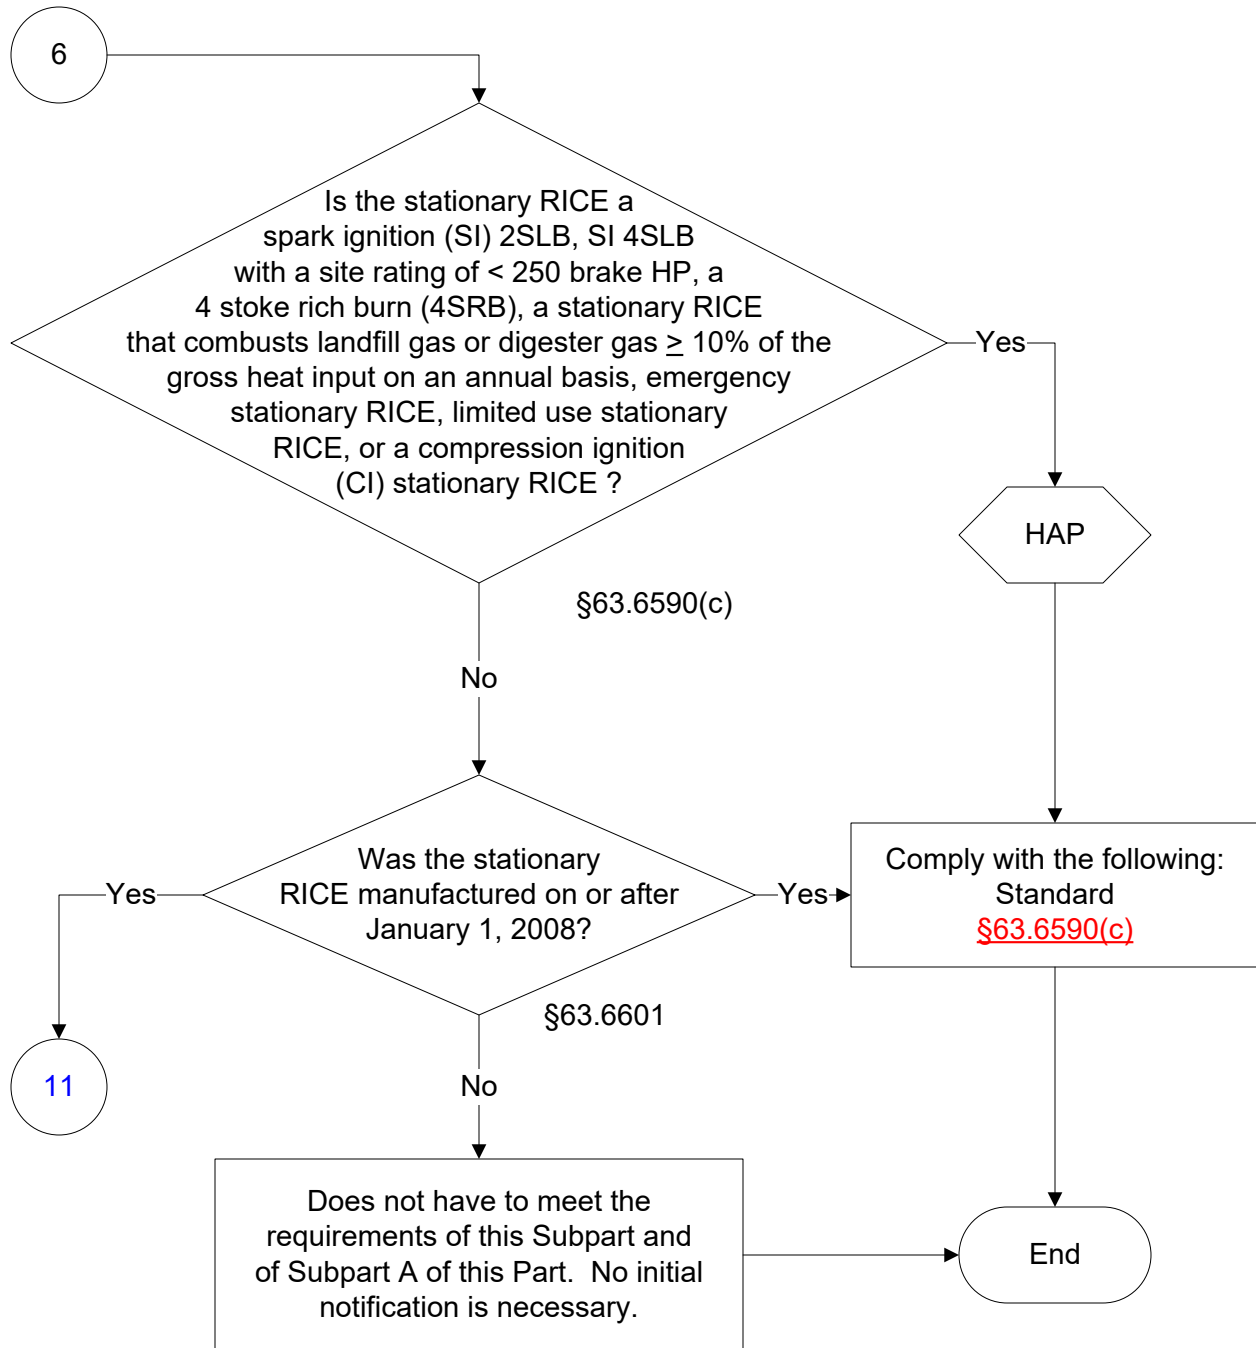 6
Is the stationary RICE a
spark ignition (SI) 2SLB, SI 4SLB
with a site rating of < 250 brake HP, a
4 stoke rich burn (4SRB), a stationary RICE
that combusts landfill gas or digester gas ≥ 10% of the
gross heat input on an annual basis, emergency
stationary RICE, limited use stationary
RICE, or a compression ignition
(CI) stationary RICE ?
Yes
HAP
§63.6590(c)
No
Was the stationary
RICE manufactured on or after
January 1, 2008?
Yes
Yes
Comply with the following:
Standard
§63.6590(c)
§63.6601
11
No
Does not have to meet the
requirements of this Subpart and
of Subpart A of this Part.  No initial
notification is necessary.
End